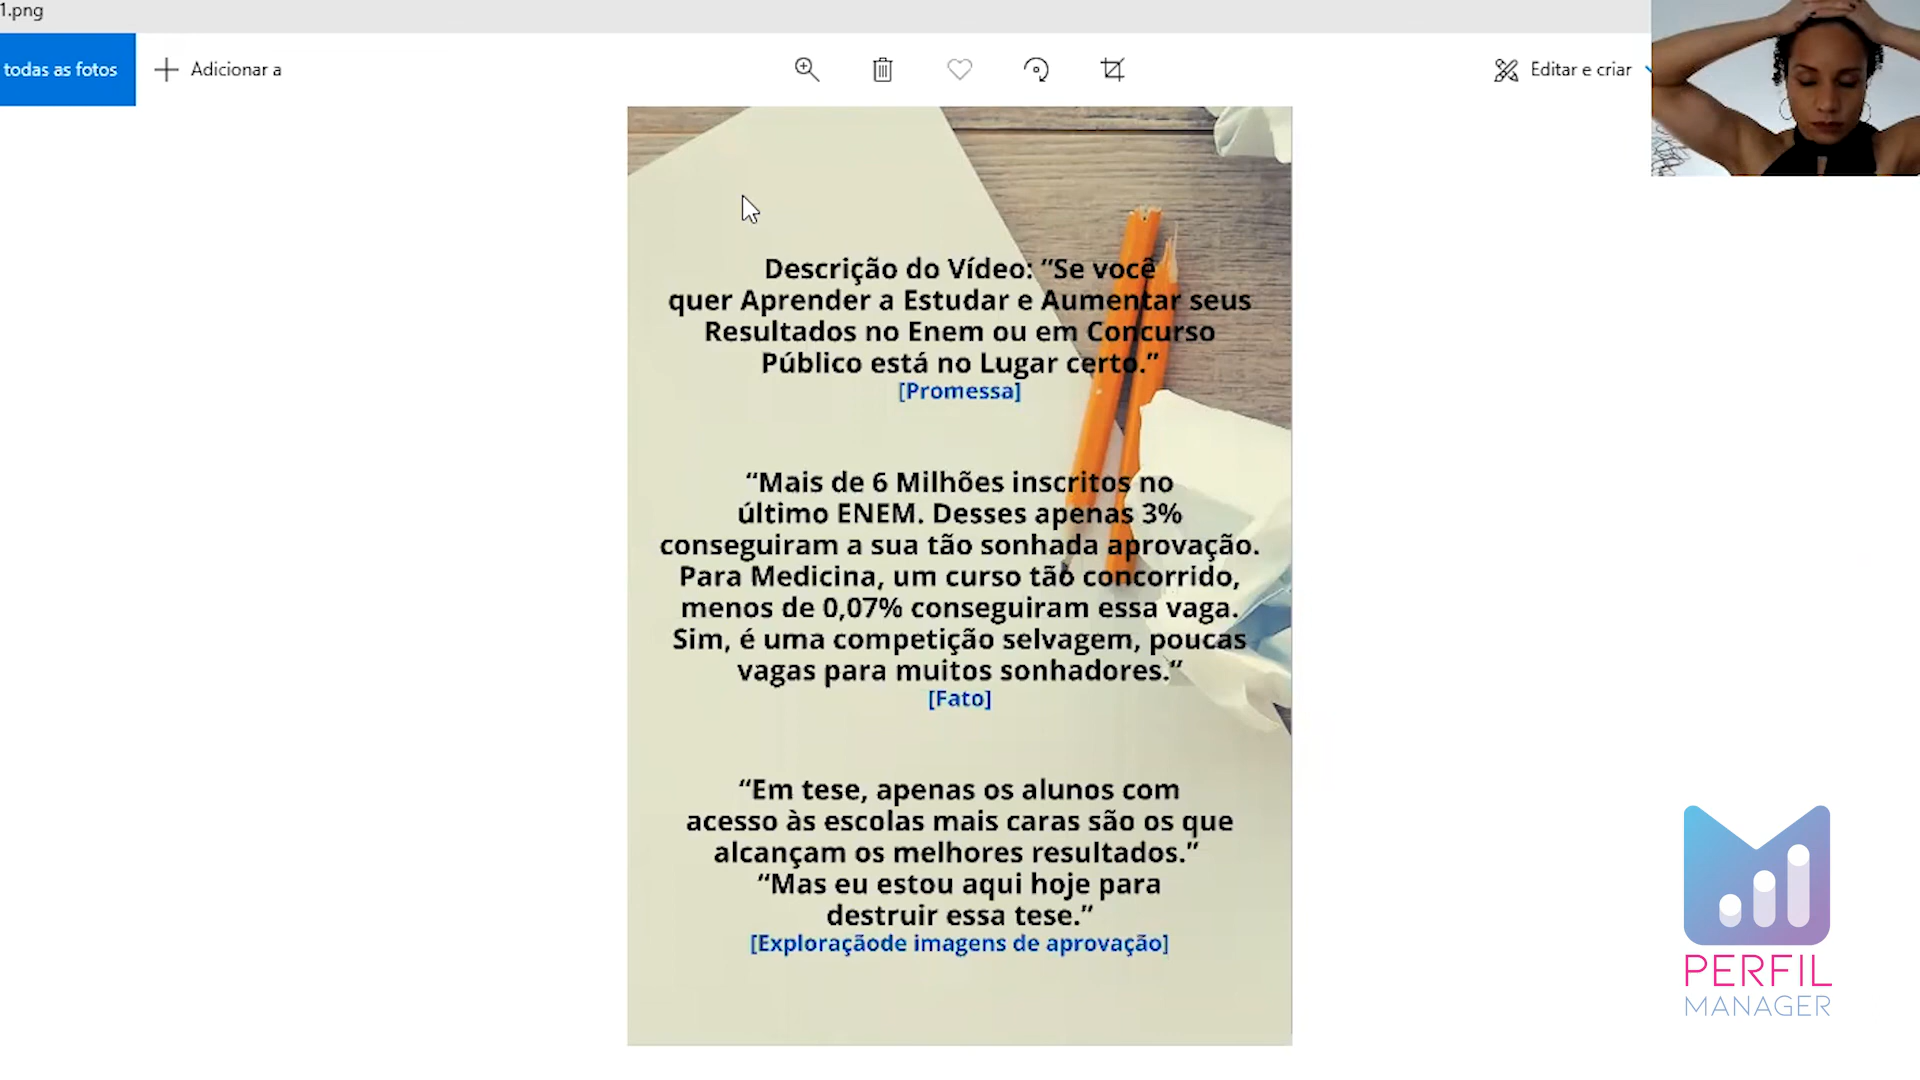 1.png
todas as fotos
Adicionar a
Editar e criar
Descrição do Vídeo: “Se você
quer Aprender a Estudar e Aumentar seus
Resultados no Enem ou em Concurso
Público está no Lugar certo.”
[Promessa]
“Mais de 6 Milhões inscritos no
último ENEM. Desses apenas 3%
conseguiram a sua tão sonhada aprovação.
Para Medicina, um curso tão concorrido,
menos de 0,07% conseguiram essa vaga.
Sim, é uma competição selvagem, poucas
vagas para muitos sonhadores.”
[Fato]
“Em tese, apenas os alunos com
acesso às escolas mais caras são os que
alcançam os melhores resultados.”
“Mas eu estou aqui hoje para
destruir essa tese.”
[Exploraçãode imagens de aprovação]
PERFIL
MANAGER